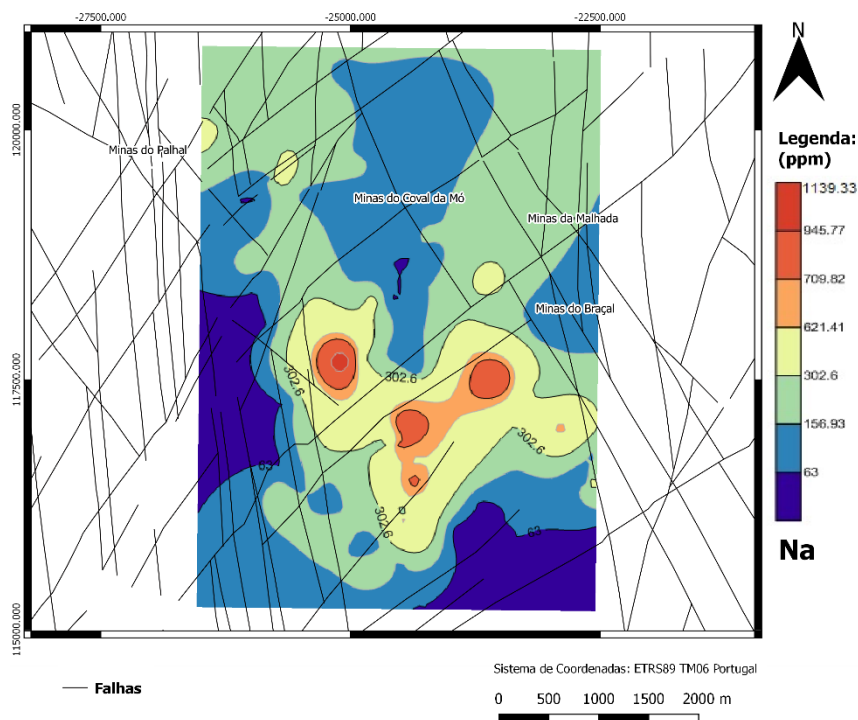 -27500.000
-25000.000
-22500.000
N
120000.000
Minas do Palhal
Minas do Coval da Mó
Minas da Malhada
Minas do Braçal
117500.000
302.6
302.6
302.6
63
302.6
63
115000.000
Legenda:
(ppm)
1139.33
945.77
709.82
621.41
302.6
156.93
63
Na
Falhas
Sistema de Coordenadas: ETRS89 TM06 Portugal
0 500 1000 1500 2000 m